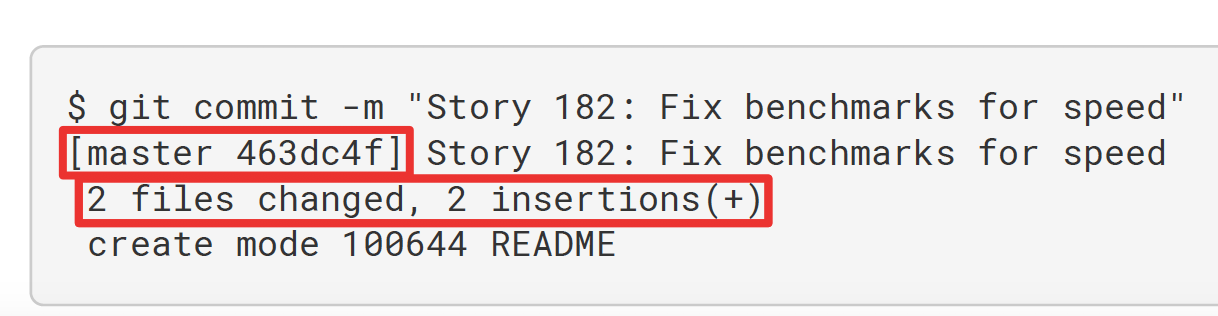 $ git commit -m "Story 182: Fix benchmarks for speed"
[master 463dc4f] Story 182: Fix benchmarks for speed
 2 files changed, 2 insertions(+)
 create mode 100644 README